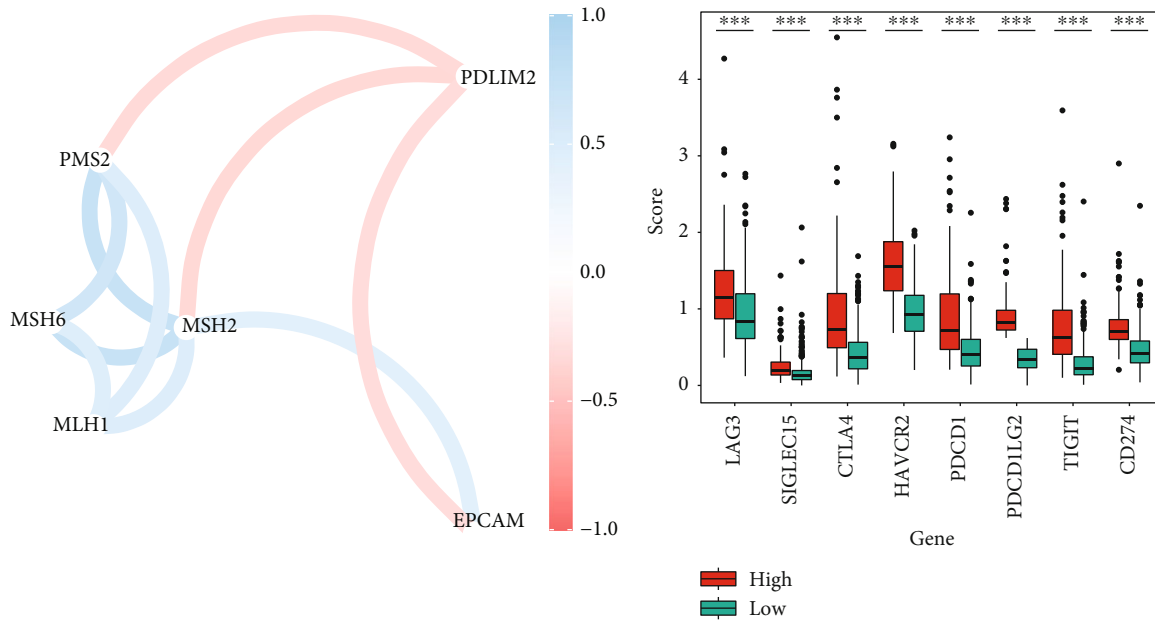 PDLIM2
PMS2
MSH6
MSH2
MLH1
EPCAM
1.0
0.5
0.0
−0.5
−1.0
*** *** *** *** *** *** *** ***
Score
4
3
2
1
0
LAG3
SIGLEC15
CTLA4
HAVCR2
PDCD1
PDCD1LG2
TIGIT
CD274
Gene
High
Low